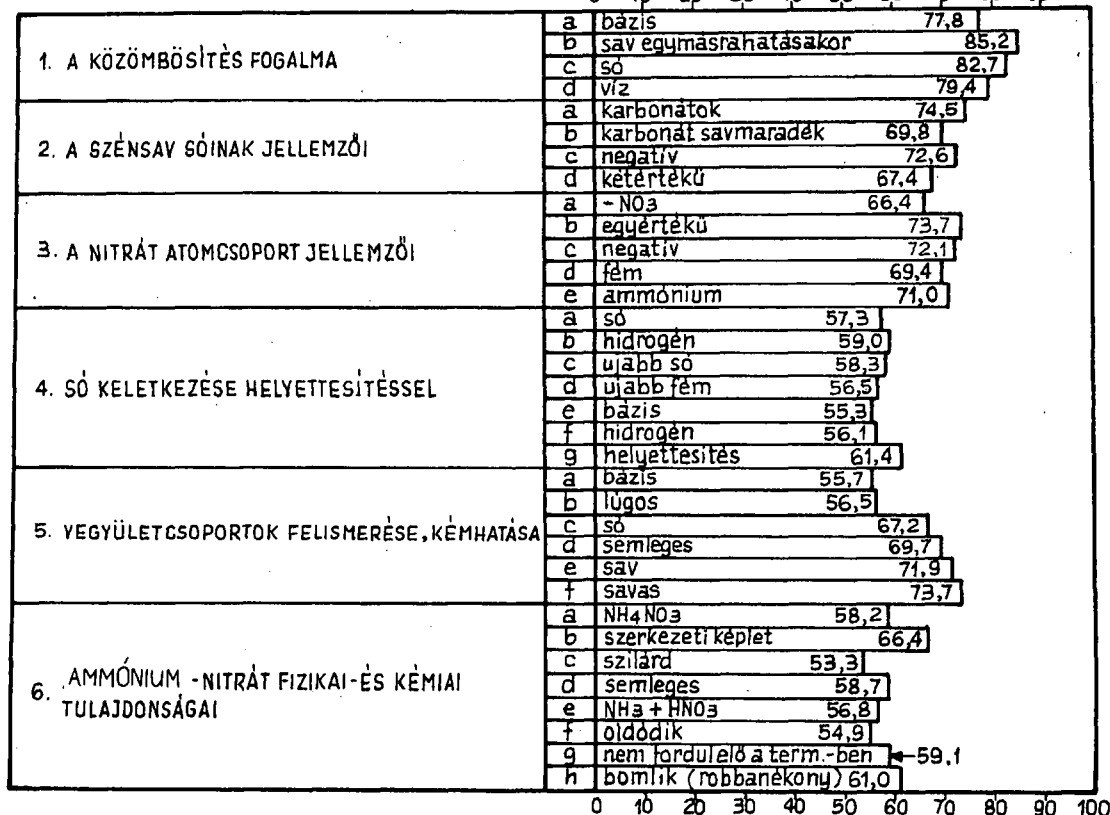 1. A KÖZÖMBÖSÍTÉS FOGALMA
a bázis 77,8
b sav egymásrahatásakor 85,2
c só 82,7
d víz 79,4
2. A SZÉNSAV SÓINAK JELLEMZŐI
a karbonátok 74,5
b karbonát savmaradék 69,8
c negatív 72,6
d kétértékű 67,4
3. A NITRÁT ATOMCSOPORT JELLEMZŐI
a -NO3 66,4
b egyértékű 73,7
c negatív 72,1
d fém 69,4
e ammónium 71,0
4. SÓ KELETKEZÉSE HELYETTESÍTÉSSEL
a só 57,3
b hidrogén 59,0
c ujabb só 58,3
d ujabb fém 56,5
e bázis 55,3
f hidrogén 56,1
g helyettesítés 61,4
5. VEGYÜLETCSOPORTOK FELISMERÉSE, KÉMHATÁSA
a bázis 55,7
b lúgos 56,5
c só 67,2
d semleges 69,7
e sav 71,9
f savas 73,7
6. AMMÓNIUM -NITRÁT FIZIKAI-ÉS KÉMIAI
TULAJDONSÁGAI
a NH4NO3 58,2
b szerkezeti képlet 66,4
c szilárd 53,3
d semleges 58,7
e NH3 + HNO3 56,8
f oldódik 54,9
g nem fordul elő a term.-ben 59,1
h bomlik (robbanékony) 61,0
0 10 20 30 40 50 60 70 80 90 100